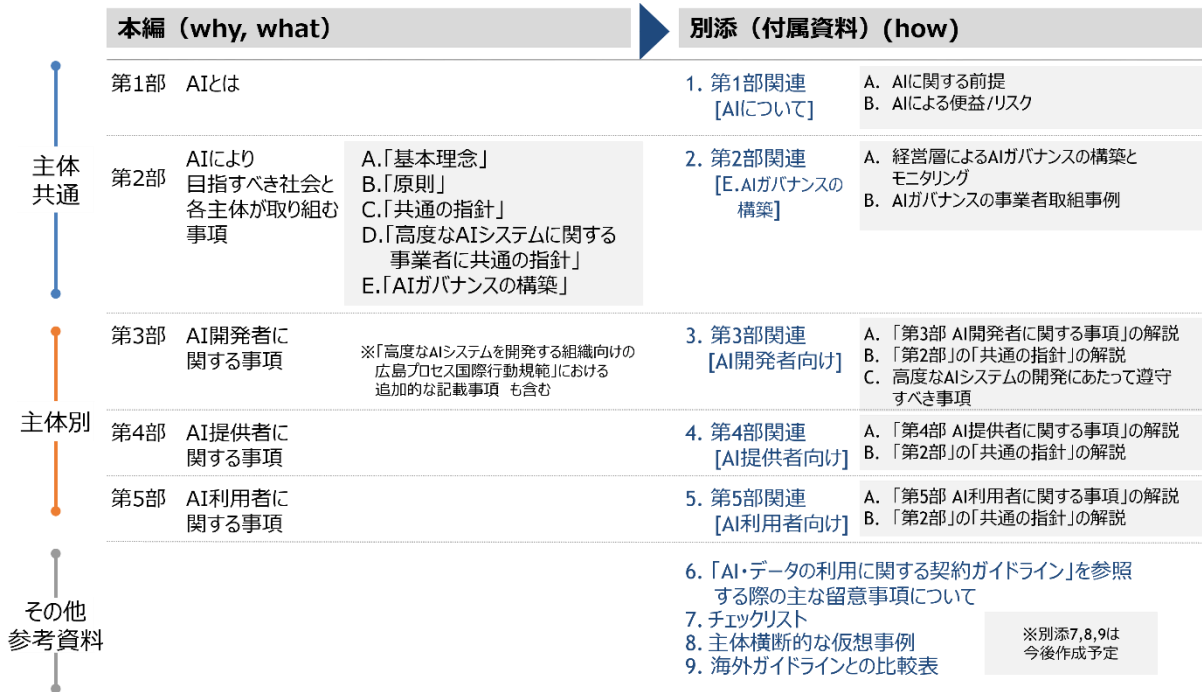 本編（why, what）
別添（付属資料）(how)
主体
共通
第1部 AIとは
1. 第1部関連
[AIについて]
A. AIに関する前提
B. AIによる便益/リスク
第2部 AIにより
目指すべき社会と
各主体が取り組む
事項
A.「基本理念」
B.「原則」
C.「共通の指針」
D.「高度なAIシステムに関する
事業者に共通の指針」
E.「AIガバナンスの構築」
2. 第2部関連
[E.AIガバナンスの
構築]
A. 経営層によるAIガバナンスの構築と
モニタリング
B. AIガバナンスの事業者取組事例
主体別
第3部 AI開発者に
関する事項
※「高度なAIシステムを開発する組織向けの
広島プロセス国際行動規範」における
追加的な記載事項 も含む
3. 第3部関連
[AI開発者向け]
A. 「第3部 AI開発者に関する事項」の解説
B. 「第2部」の「共通の指針」の解説
C. 高度なAIシステムの開発にあたって遵守
すべき事項
第4部 AI提供者に
関する事項
4. 第4部関連
[AI提供者向け]
A. 「第4部 AI提供者に関する事項」の解説
B. 「第2部」の「共通の指針」の解説
第5部 AI利用者に
関する事項
5. 第5部関連
[AI利用者向け]
A. 「第5部 AI利用者に関する事項」の解説
B. 「第2部」の「共通の指針」の解説
その他
参考資料
6. 「AI・データの利用に関する契約ガイドライン」を参照
する際の主な留意事項について
7. チェックリスト
8. 主体横断的な仮想事例
9. 海外ガイドラインとの比較表
※別添7,8,9は
今後作成予定